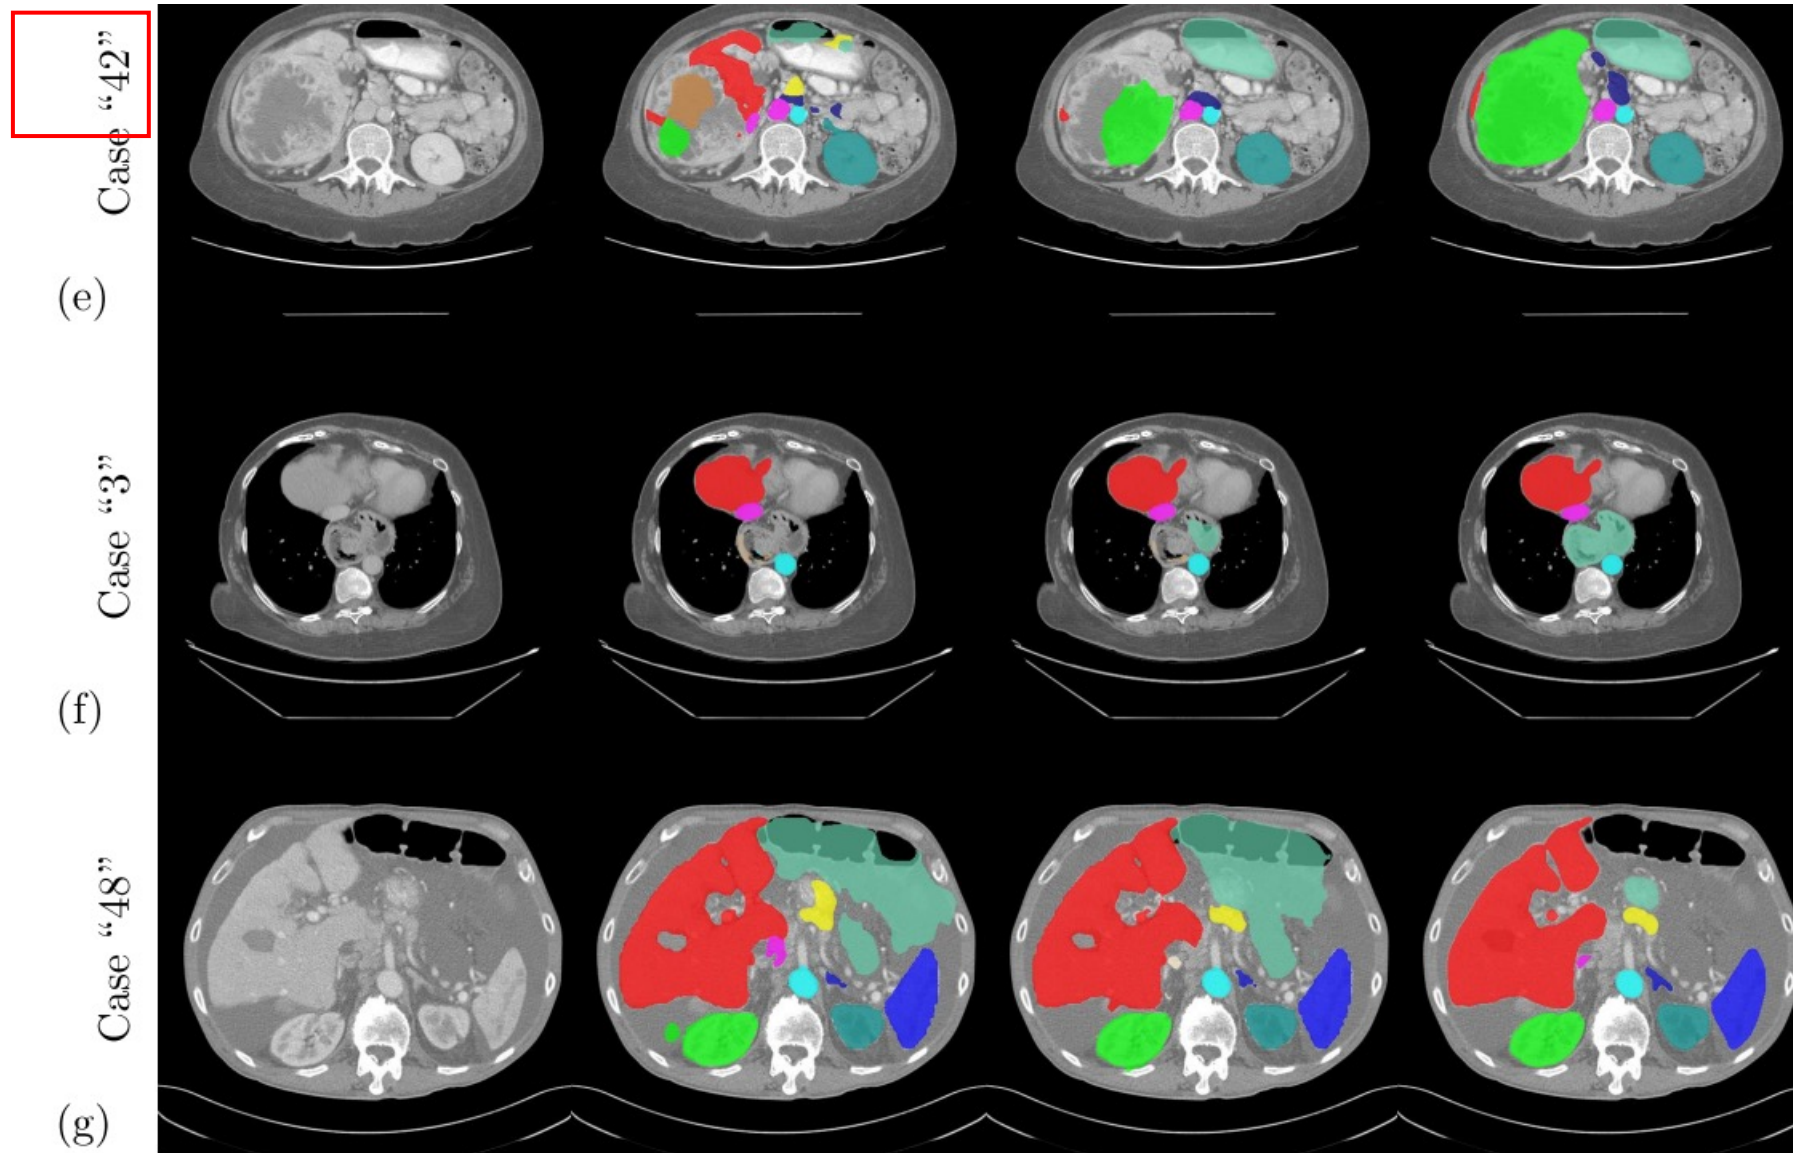 Case “42”
(e)
Case “3”
(f)
Case “48”
(g)